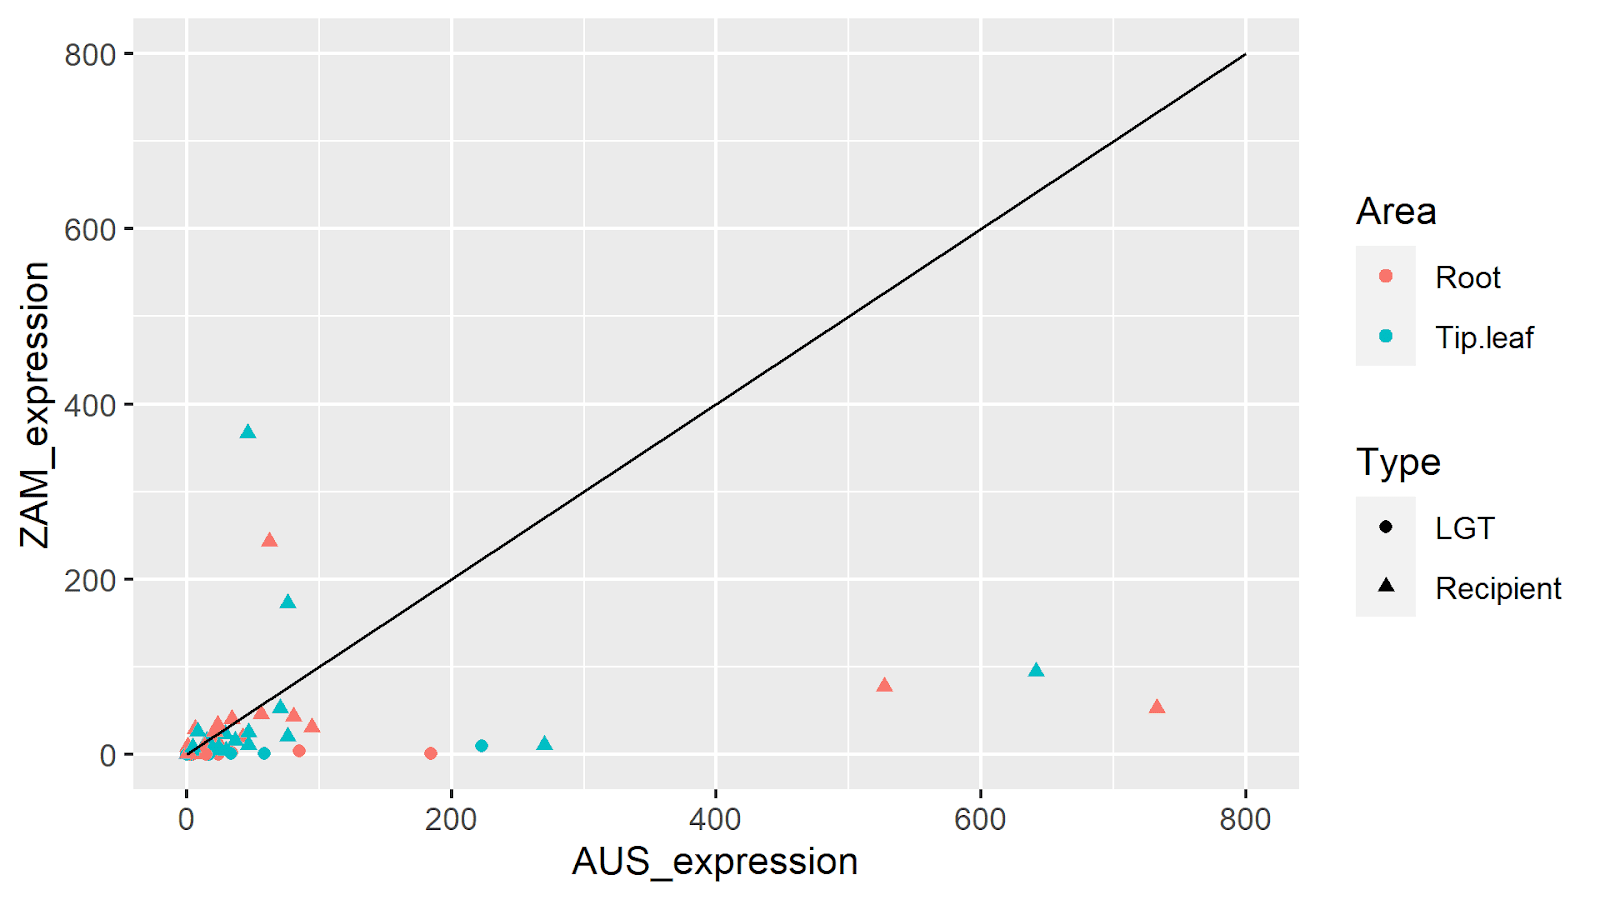 800
600
400
200
0
ZAM_expression
0 200 400 600 800
AUS_expression
Area
Root
Tip.leaf
Type
LGT
Recipient